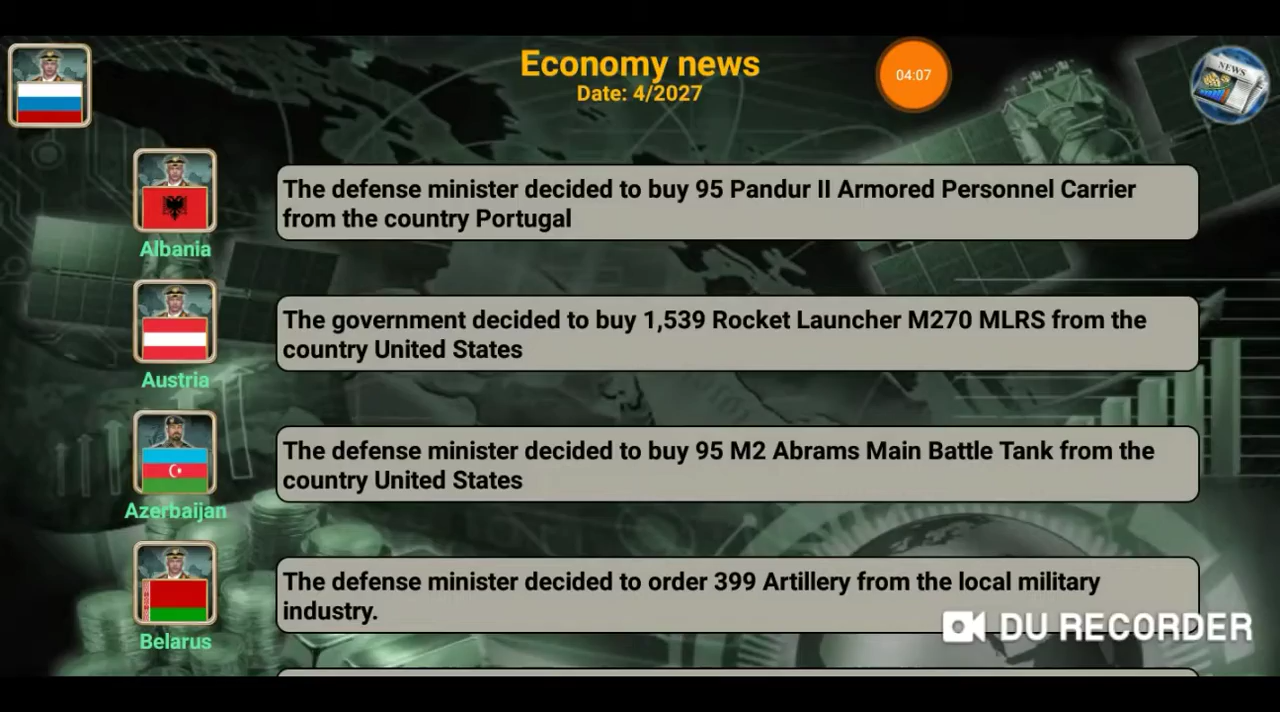 Economy news
Date: 4/2027
04:07
NEWS
The defense minister decided to buy 95 Pandur II Armored Personnel Carrier
from the country Portugal
Albania
The government decided to buy 1,539 Rocket Launcher M270 MLRS from the
country United States
Austria
The defense minister decided to buy 95 M2 Abrams Main Battle Tank from the
country United States
Azerbaijan
The defense minister decided to order 399 Artillery from the local military
industry.
Belarus
DU RECORDER